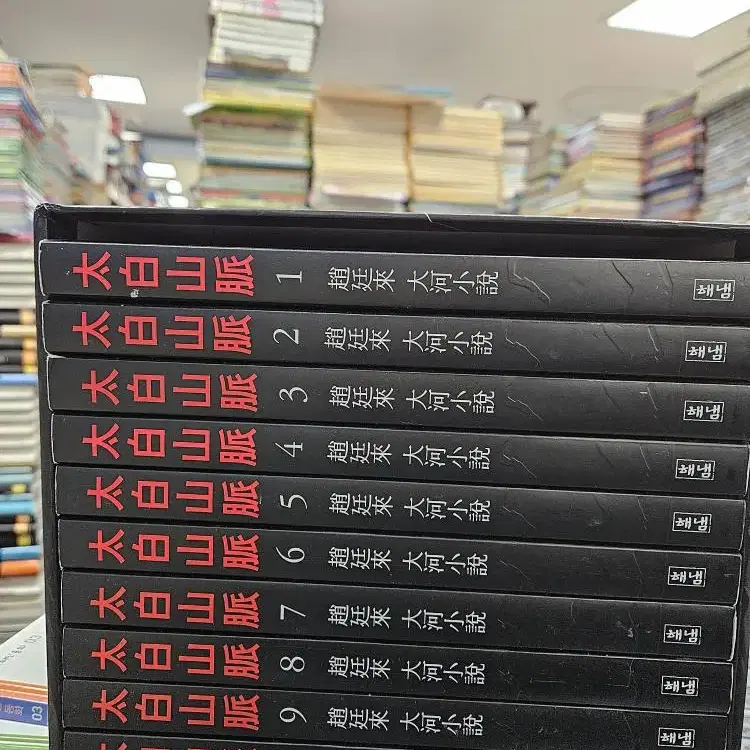 太白山脈 1 趙廷來 大河小說 해냄
太白山脈 2 趙廷來 大河小說 해냄
太白山脈 3 趙廷來 大河小說 해냄
太白山脈 4 趙廷來 大河小說 해냄
太白山脈 5 趙廷來 大河小說 해냄
太白山脈 6 趙廷來 大河小說 해냄
太白山脈 7 趙廷來 大河小說 해냄
太白山脈 8 趙廷來 大河小說 해냄
太白山脈 9 趙廷來 大河小說 해냄
03
03